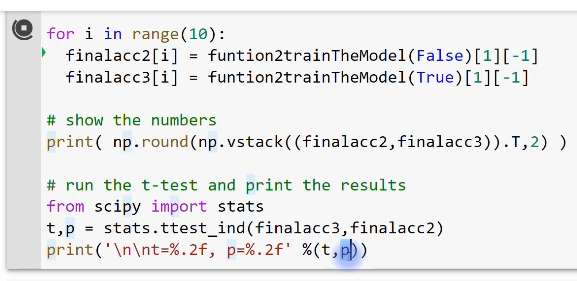 for i in range(10):
  finalacc2[i] = funtion2trainTheModel(False)[1][-1]
  finalacc3[i] = funtion2trainTheModel(True)[1][-1]
# show the numbers
print( np.round(np.vstack((finalacc2,finalacc3)).T,2) )
# run the t-test and print the results
from scipy import stats
t,p = stats.ttest_ind(finalacc3,finalacc2)
print('\n\nt=%.2f, p=%.2f' %(t,p))